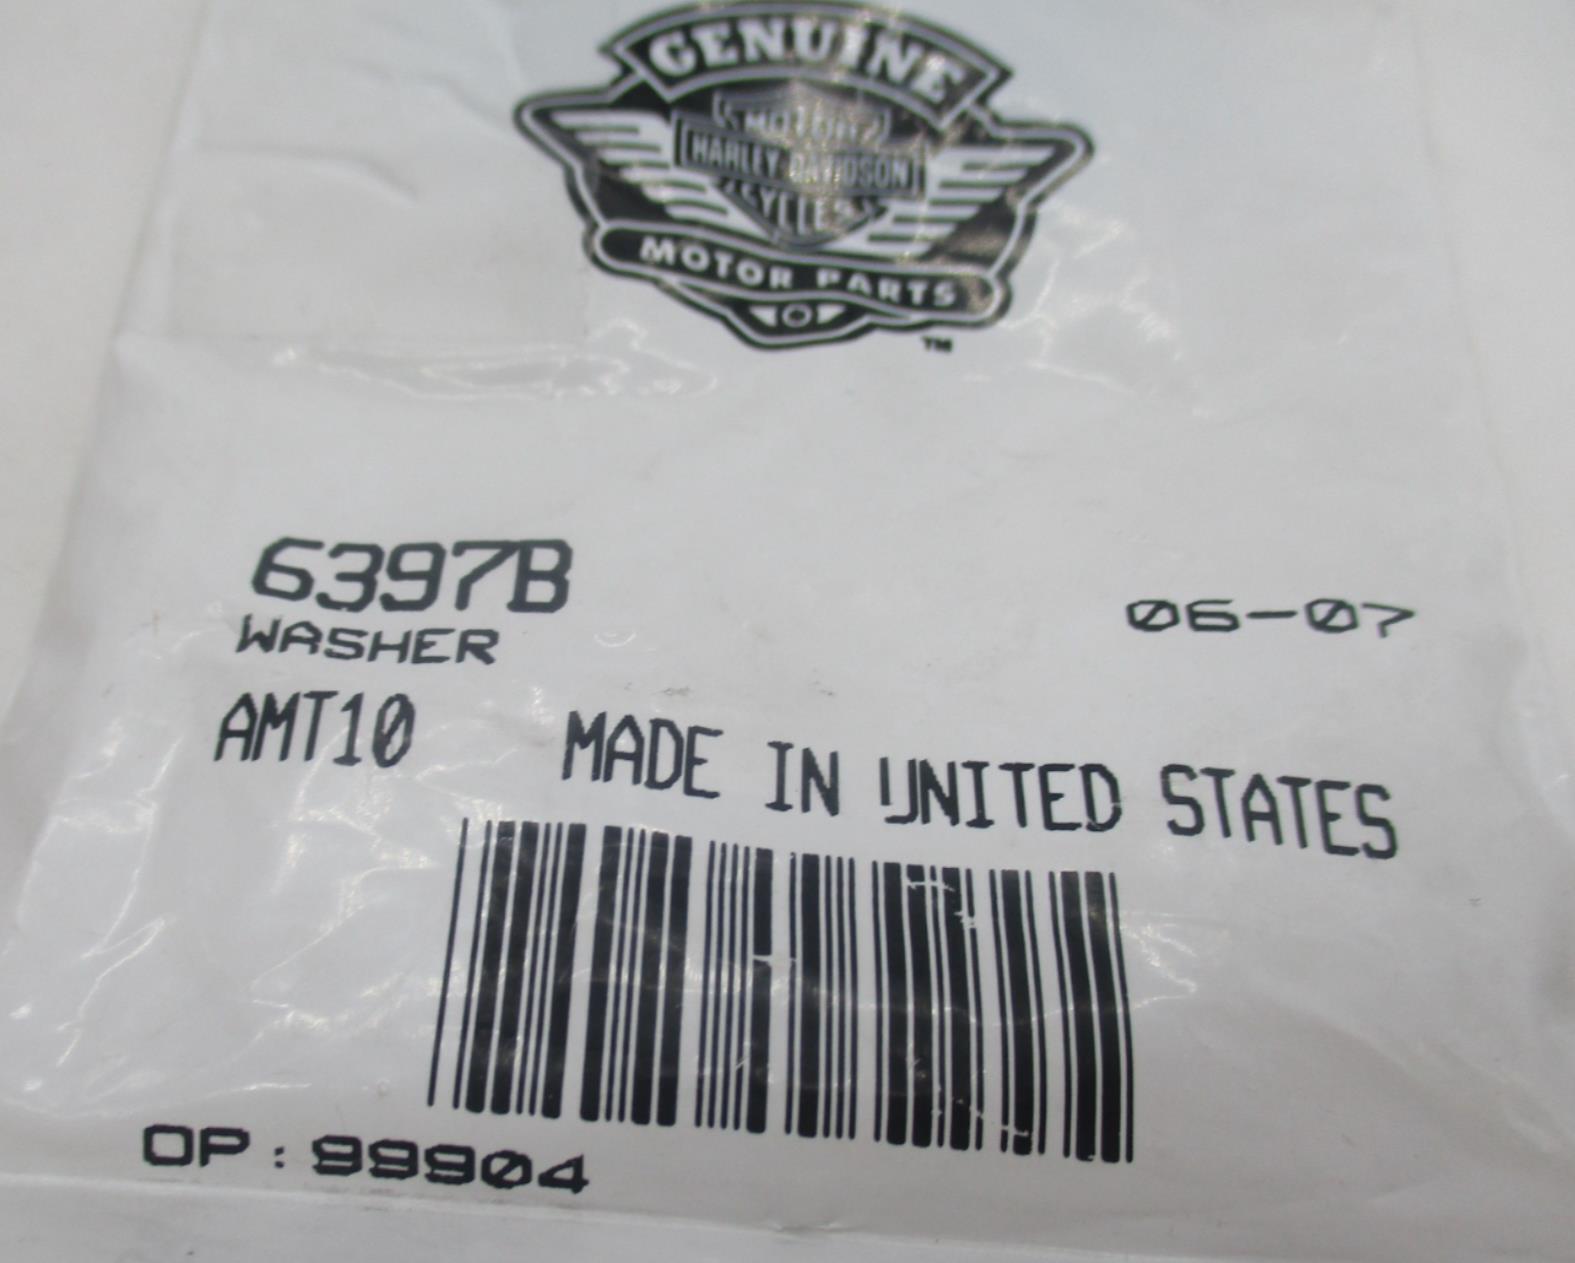 GENUINE
MOTOR
HARLEY-DAVIDSON
CYCLES
MOTOR PARTS
TM
6397B
WASHER
06-07
AMT10 MADE IN UNITED STATES
OP: 99904